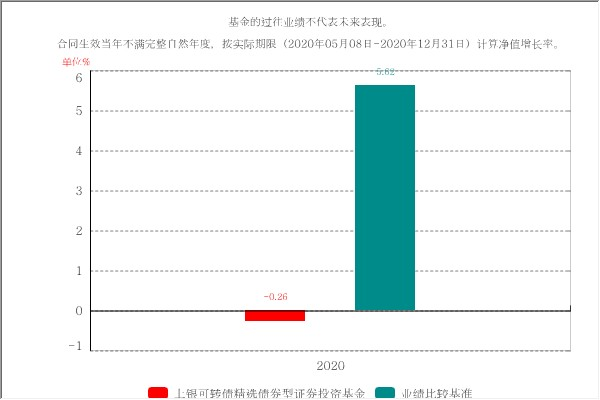 基金的过往业绩不代表未来表现。
合同生效当年不满完整自然年度，按实际期限（2020年05月08日-2020年12月31日）计算净值增长率。
单位%
6
5.62
5
4
3
2
1
-0.26
0
-1
2020
上银可转债精选债券型证券投资基金 业绩比较基准